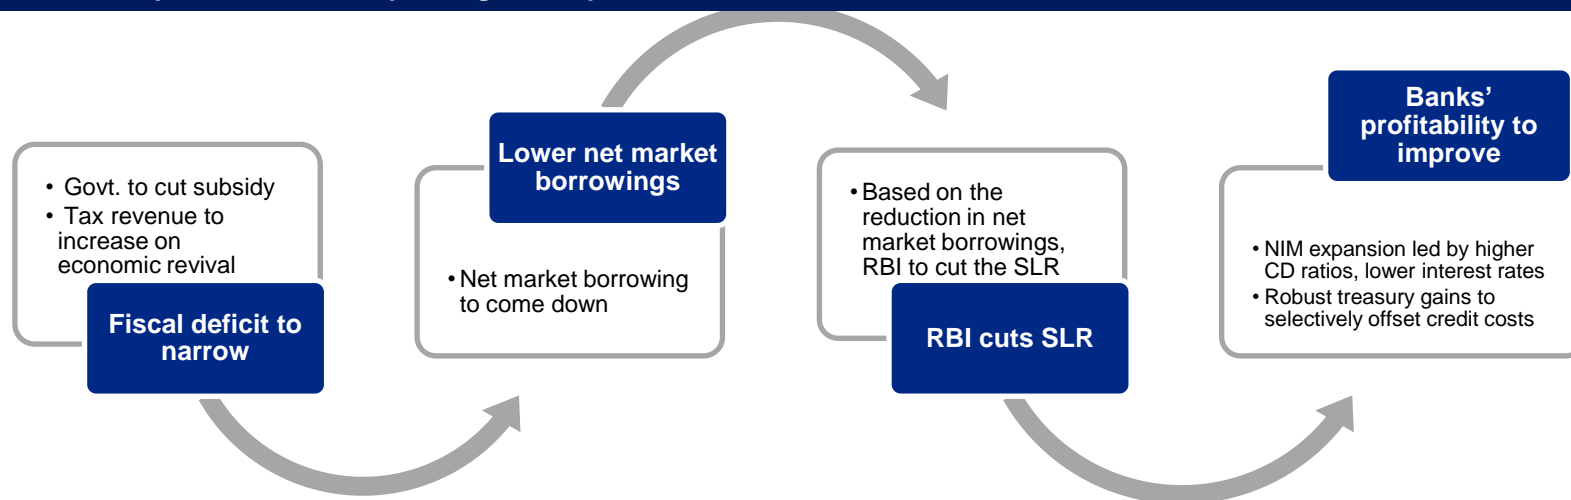 • Govt. to cut subsidy
• Tax revenue to
increase on
economic revival
Fiscal deficit to
narrow
Lower net market
borrowings
• Net market borrowing
to come down
• Based on the
reduction in net
market borrowings,
RBI to cut the SLR
RBI cuts SLR
Banks’
profitability to
improve
• NIM expansion led by higher
CD ratios, lower interest rates
• Robust treasury gains to
selectively offset credit costs